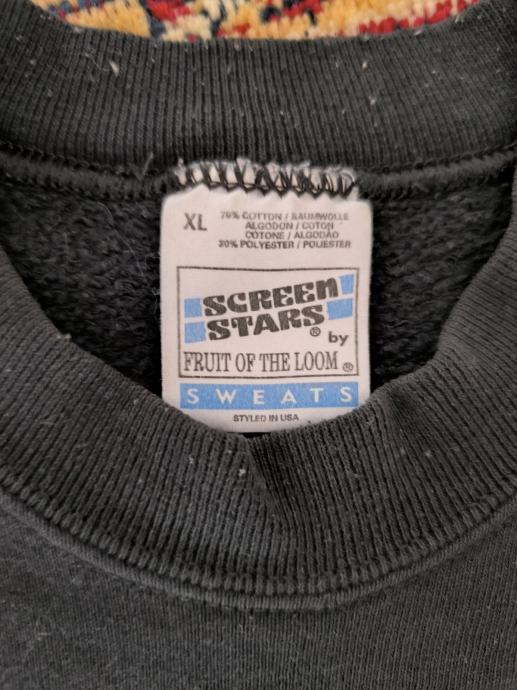 XL
70% COTTON / BAUMWOLLE
ALGODON / COTON
COTONE / ALGODÃO
30% POLYESTER / POLIESTER
SCREEN
STARS®
by
FRUIT OF THE LOOM®
SWEATS
STYLED IN USA